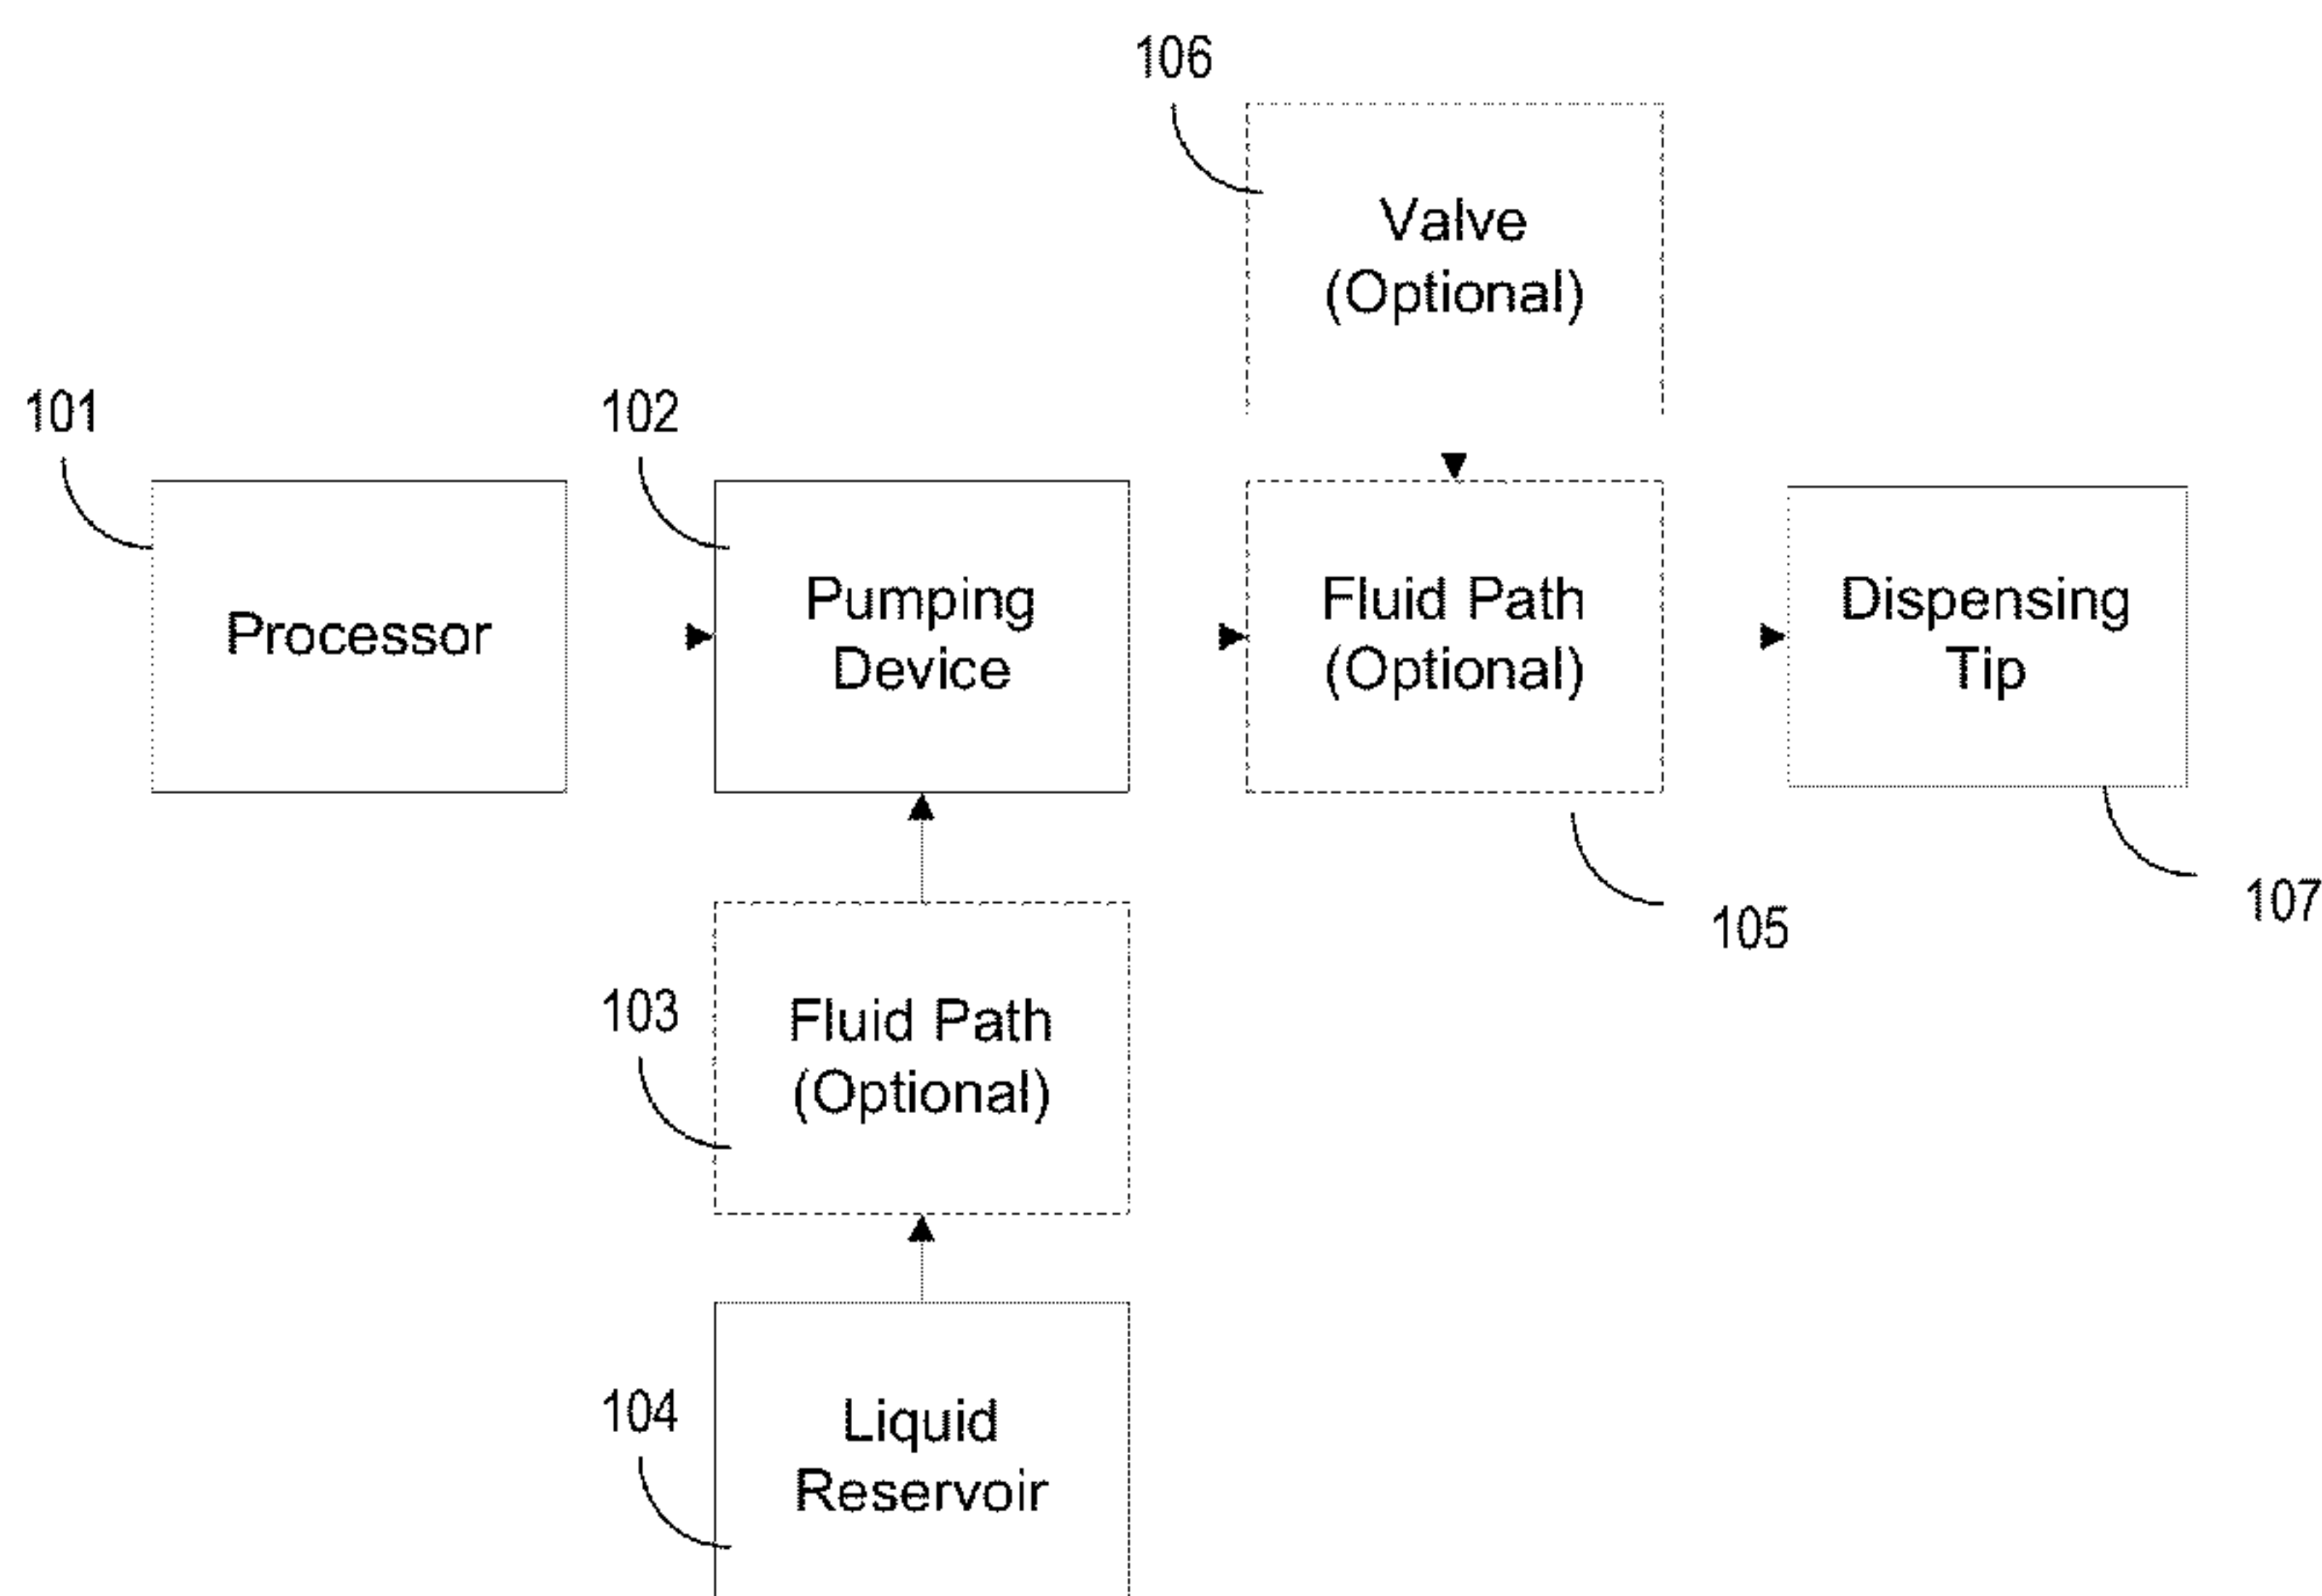 106
Valve
(Optional)
101
102
Processor
Pumping
Device
Fluid Path
(Optional)
Dispensing
Tip
105
107
103
Fluid Path
(Optional)
104
Liquid
Reservoir